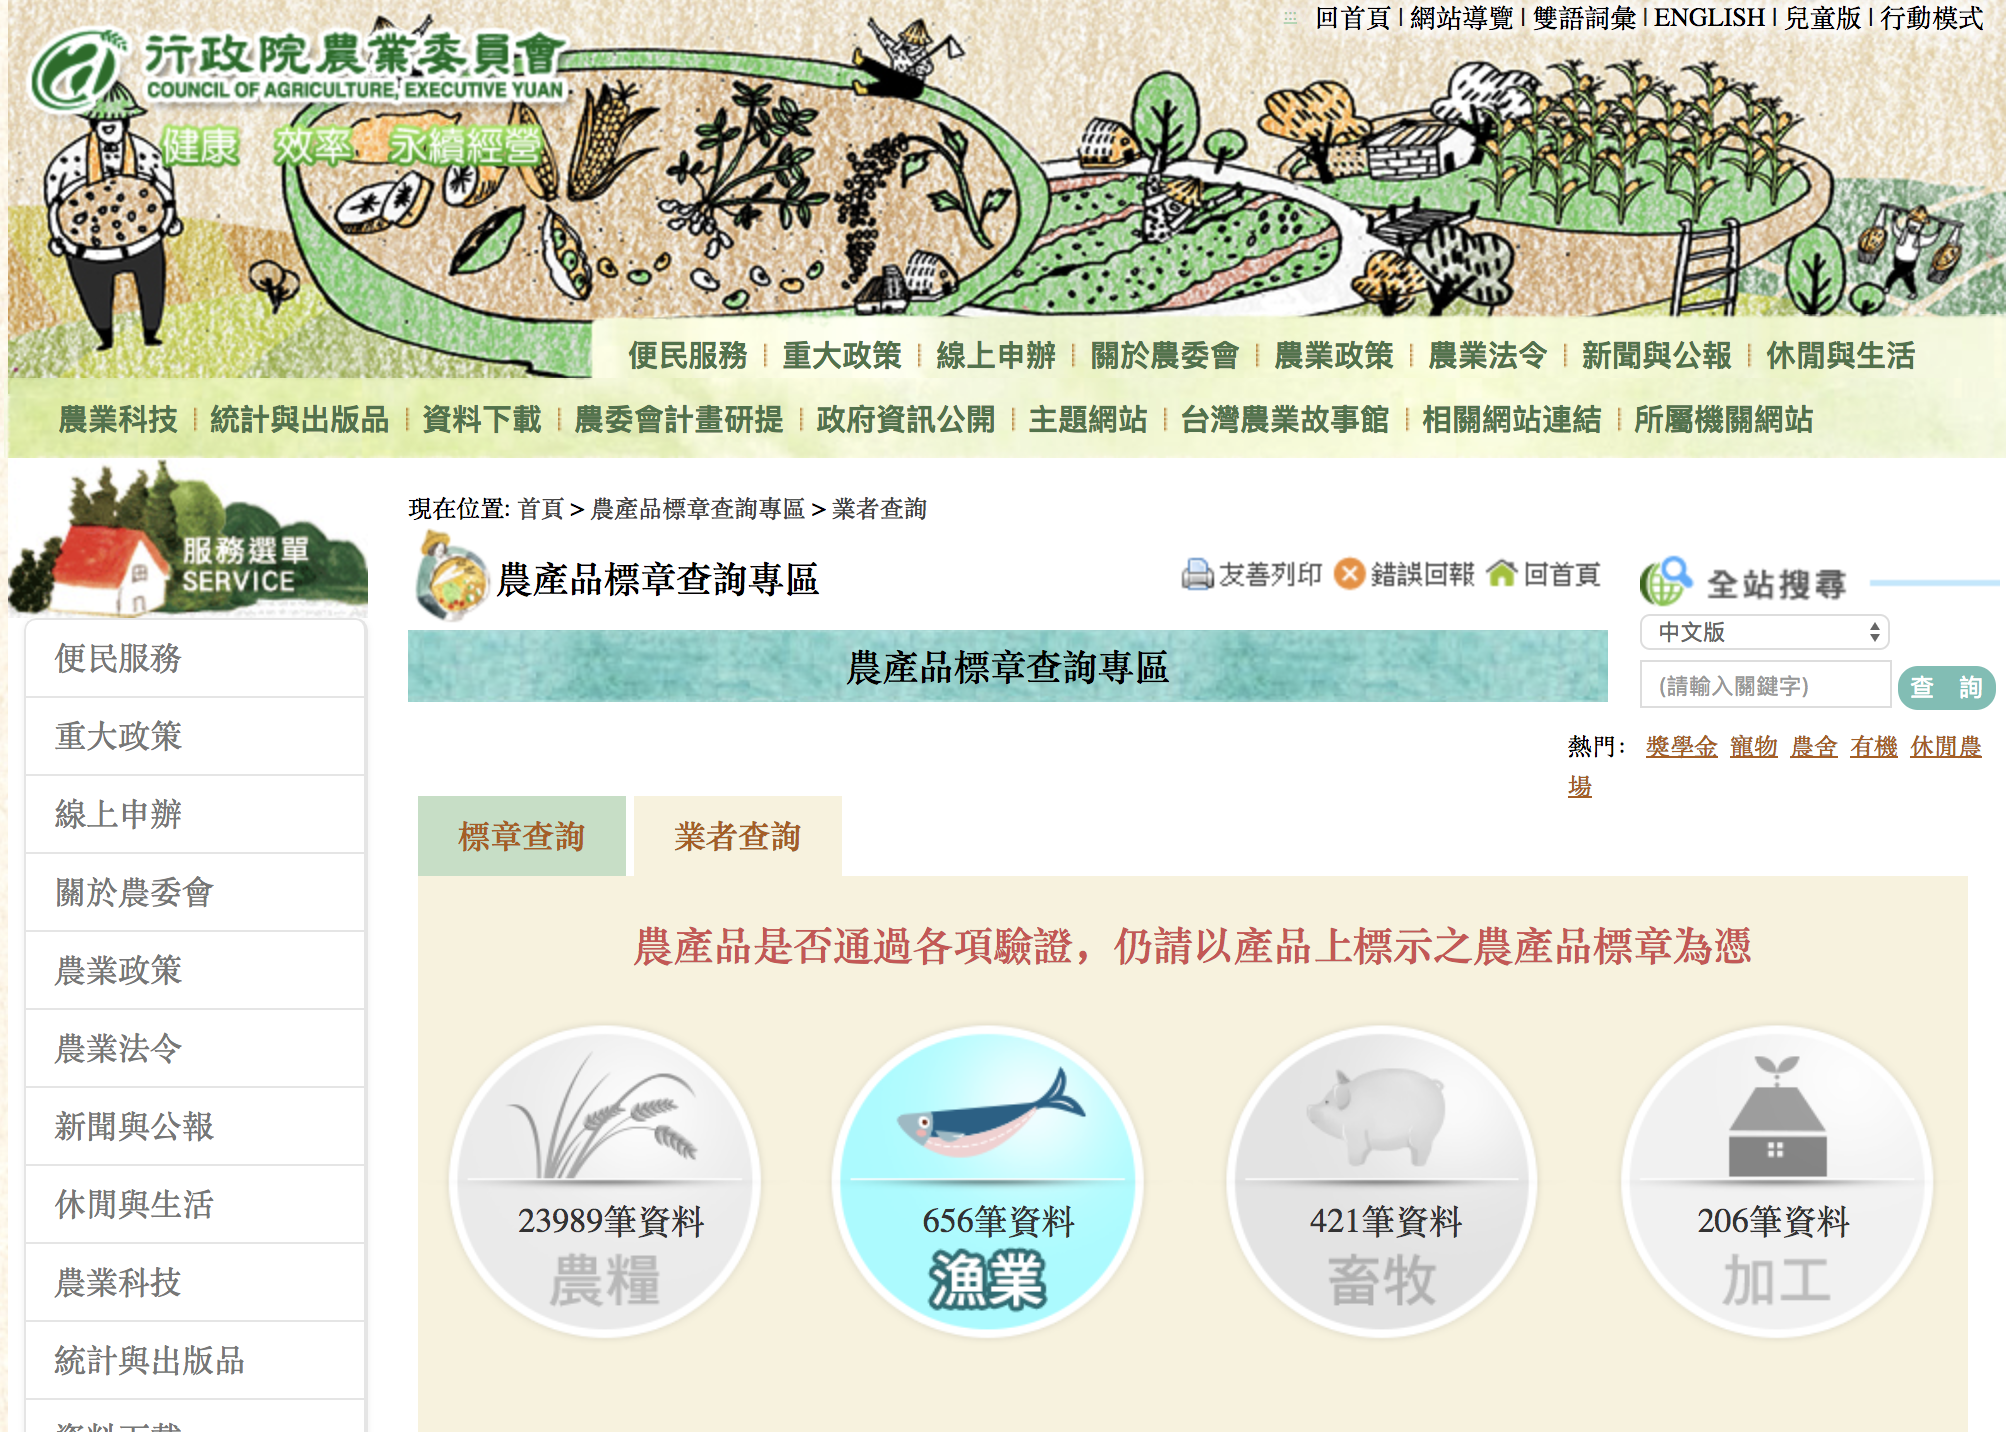 回首頁 | 網站導覽 | 雙語詞彙 | ENGLISH | 兒童版 | 行動模式
行政院農業委員會
COUNCIL OF AGRICULTURE, EXECUTIVE YUAN
健康 效率 永續經營
便民服務 | 重大政策 | 線上申辦 | 關於農委會 | 農業政策 | 農業法令 | 新聞與公報 | 休閒與生活
農業科技 | 統計與出版品 | 資料下載 | 農委會計畫研提 | 政府資訊公開 | 主題網站 | 台灣農業故事館 | 相關網站連結 | 所屬機關網站
服務選單
SERVICE
便民服務
重大政策
線上申辦
關於農委會
農業政策
農業法令
新聞與公報
休閒與生活
農業科技
統計與出版品
資料下載
現在位置: 首頁 > 農產品標章查詢專區 > 業者查詢
農產品標章查詢專區
友善列印 錯誤回報 回首頁
農產品標章查詢專區
全站搜尋
中文版
(請輸入關鍵字) 查 詢
熱門： 獎學金 寵物 農舍 有機 休閒農
場
標章查詢 業者查詢
農產品是否通過各項驗證，仍請以產品上標示之農產品標章為憑
23989筆資料
農糧
656筆資料
漁業
421筆資料
畜牧
206筆資料
加工